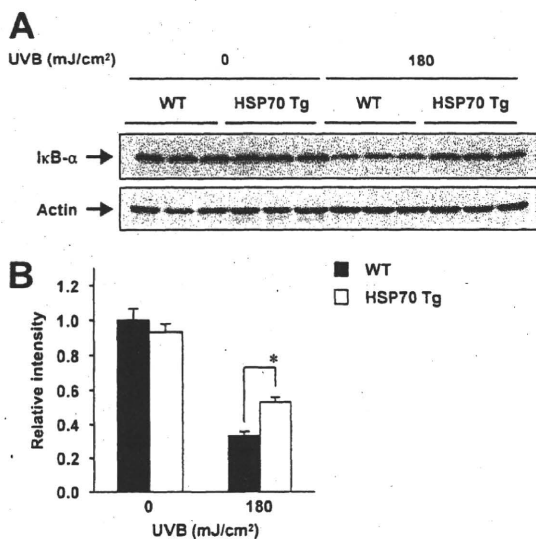 A
UVB (mJ/cm²) 0 180
WT HSP70 Tg WT HSP70 Tg
IκB-α
Actin
B
WT
HSP70 Tg
1.2
1.0
0.8
0.6
0.4
0.2
0.0
Relative intensity
*
0 180
UVB (mJ/cm²)